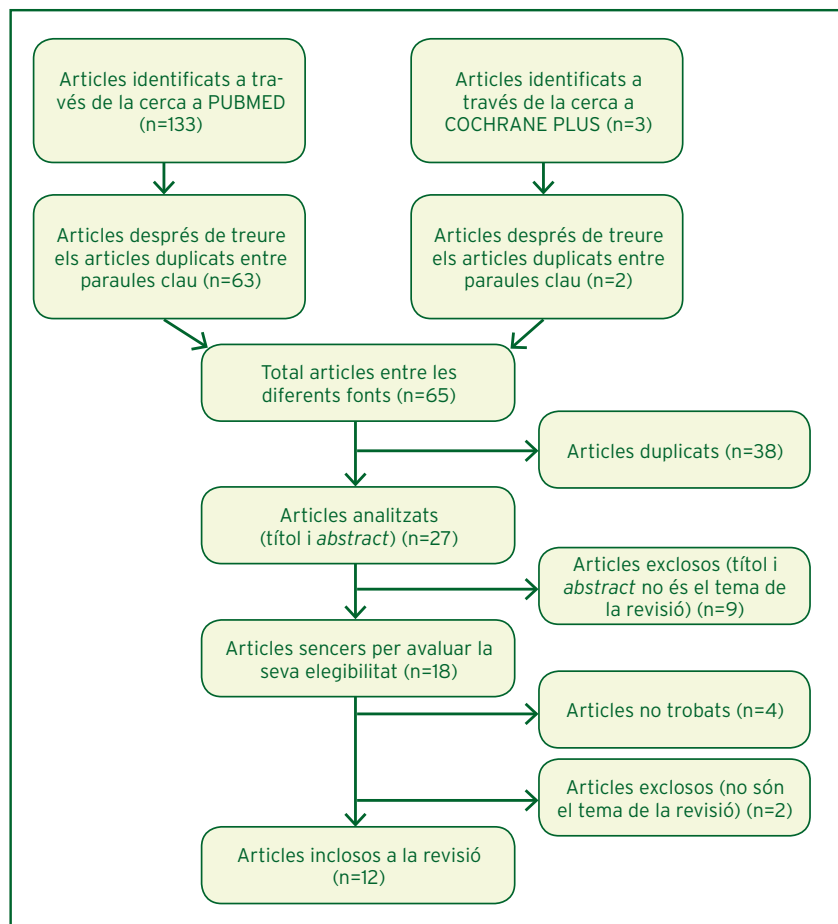 Articles identificats a tra-
vés de la cerca a PUBMED
(n=133)
Articles identificats a
través de la cerca a
COCHRANE PLUS (n=3)
Articles després de treure
els articles duplicats entre
paraules clau (n=63)
Articles després de treure
els articles duplicats entre
paraules clau (n=2)
Total articles entre les
diferents fonts (n=65)
Articles duplicats (n=38)
Articles analitzats
(títol i abstract) (n=27)
Articles exclosos (títol i
abstract no és el tema de
la revisió) (n=9)
Articles sencers per avaluar la
seva elegibilitat (n=18)
Articles no trobats (n=4)
Articles exclosos (no són
el tema de la revisió) (n=2)
Articles inclosos a la revisió
(n=12)